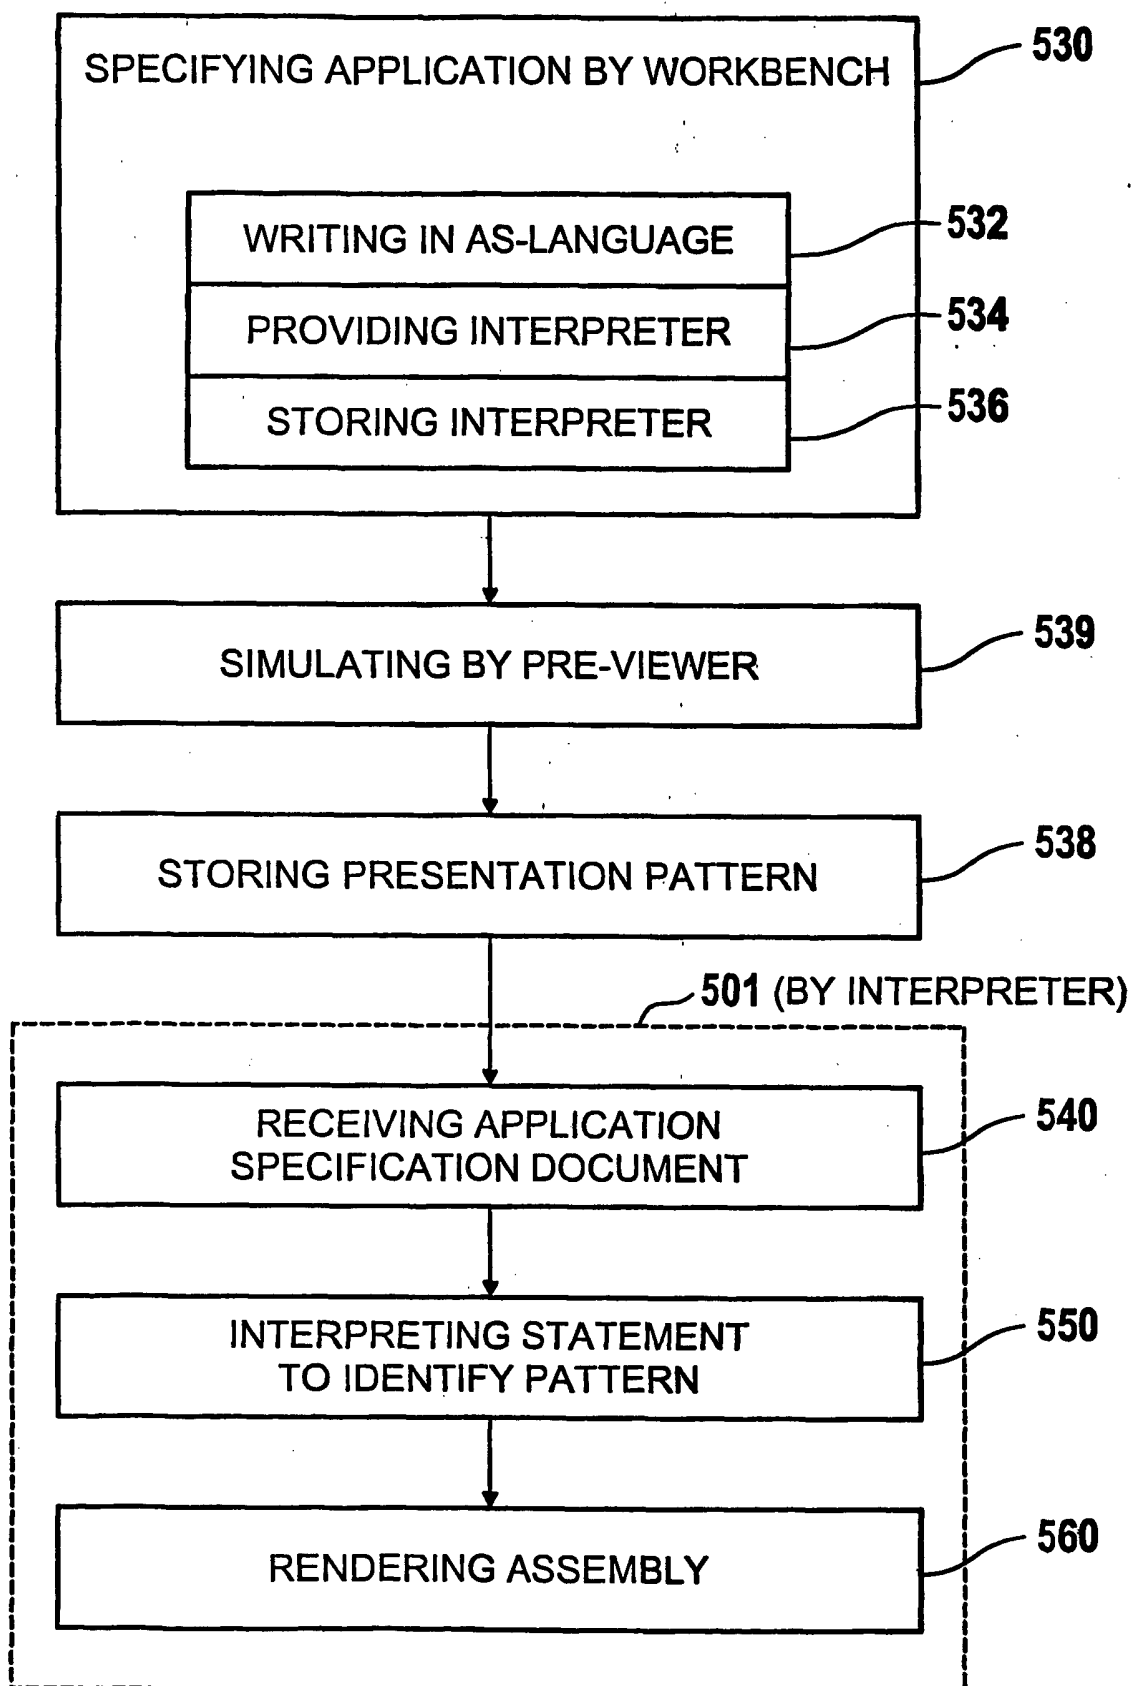 SPECIFYING APPLICATION BY WORKBENCH
530
WRITING IN AS-LANGUAGE
532
PROVIDING INTERPRETER
534
STORING INTERPRETER
536
SIMULATING BY PRE-VIEWER
539
STORING PRESENTATION PATTERN
538
501 (BY INTERPRETER)
RECEIVING APPLICATION
SPECIFICATION DOCUMENT
540
INTERPRETING STATEMENT
TO IDENTIFY PATTERN
550
RENDERING ASSEMBLY
560